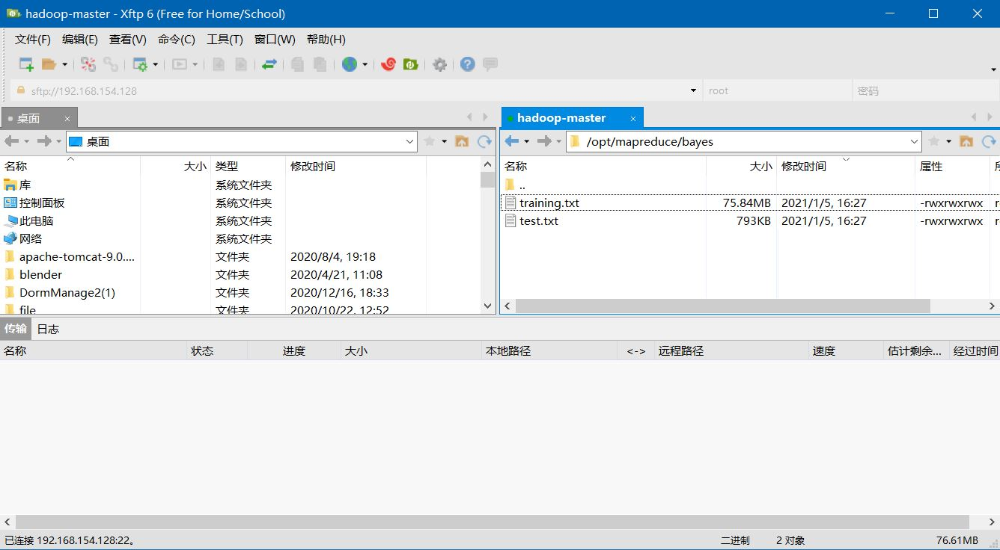 hadoop-master - Xftp 6 (Free for Home/School)
文件(F) 编辑(E) 查看(V) 命令(C) 工具(T) 窗口(W) 帮助(H)
sftp://192.168.154.128 root 密码
桌面 × hadoop-master ×
桌面 /opt/mapreduce/bayes
名称 大小 类型 修改时间
库 系统文件夹
控制面板 系统文件夹
此电脑 系统文件夹
网络 系统文件夹
apache-tomcat-9.0.... 文件夹 2020/8/4, 19:18
blender 文件夹 2020/4/21, 11:08
DormManage2(1) 文件夹 2020/12/16, 18:33
file 文件夹 2020/10/22, 12:52
名称 大小 修改时间 属性
..
training.txt 75.84MB 2021/1/5, 16:27 -rwxrwxrwx
test.txt 793KB 2021/1/5, 16:27 -rwxrwxrwx
传输 日志
名称 状态 进度 大小 本地路径 <-> 远程路径 速度 估计剩余... 经过时间
已连接 192.168.154.128:22。 二进制 2 对象 76.61MB